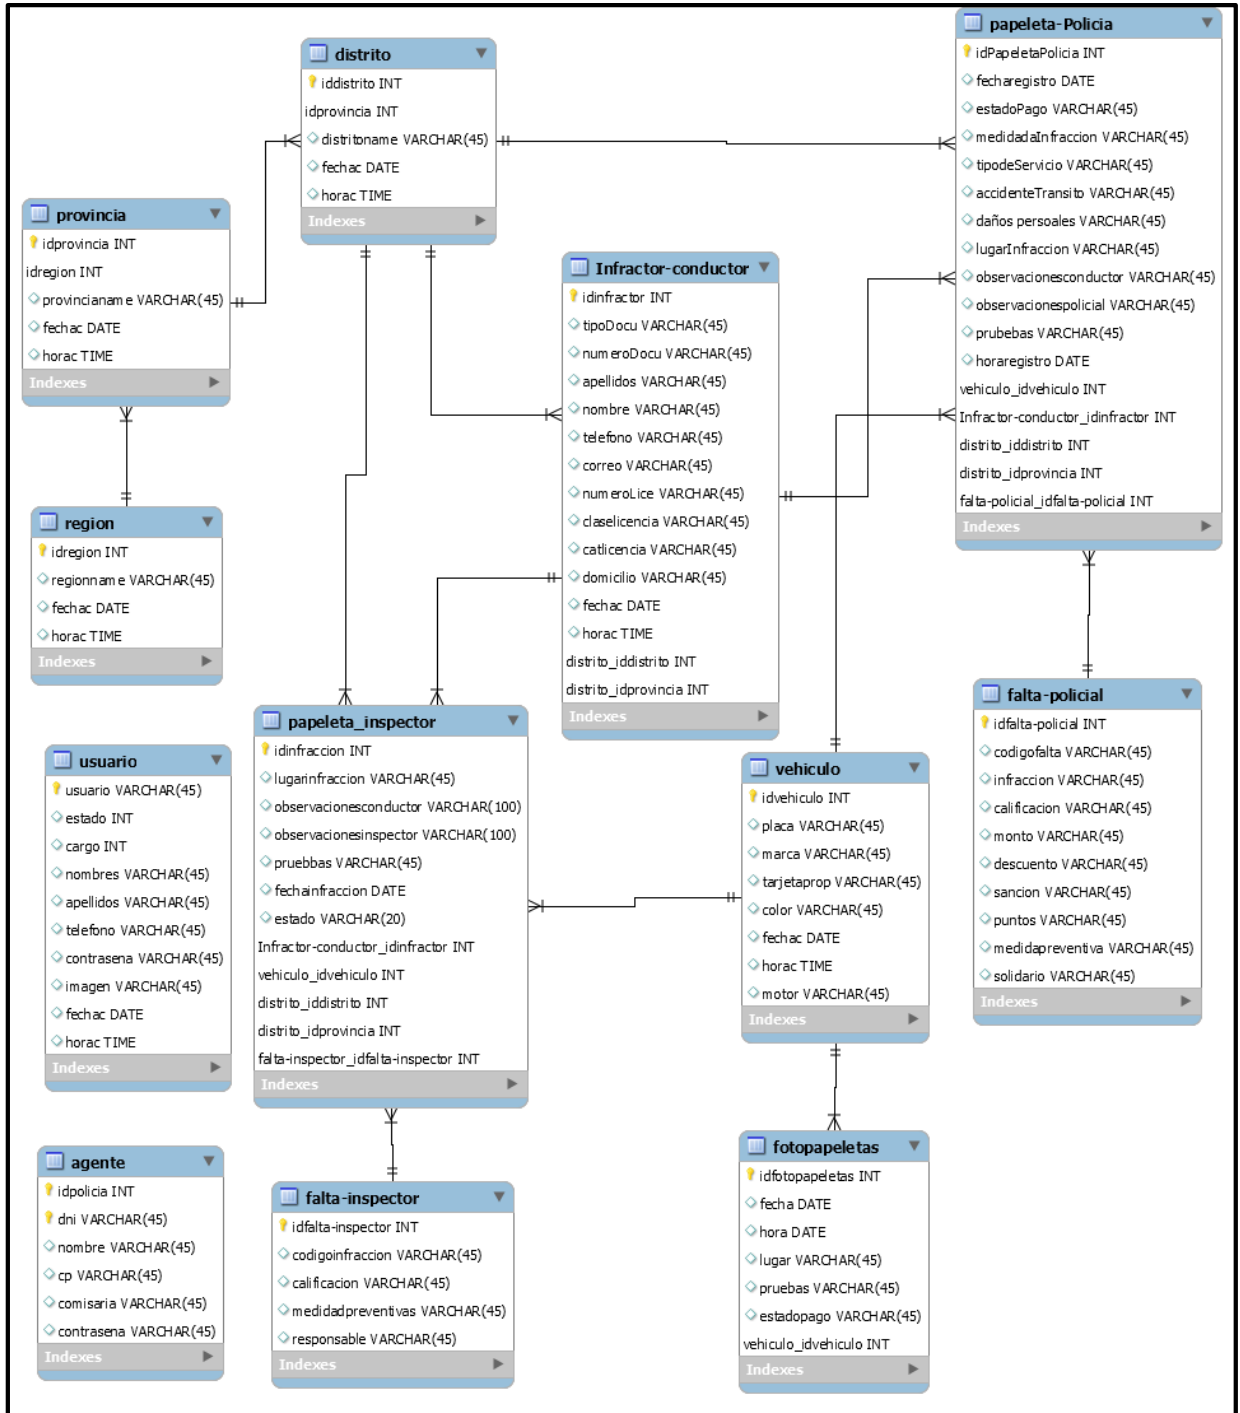 distrito
iddistrito INT
idprovincia INT
distritoname VARCHAR(45)
fechac DATE
horac TIME
Indexes
papeleta-Policia
idPapeletaPolicia INT
fecharegistro DATE
estadoPago VARCHAR(45)
medidadaInfraccion VARCHAR(45)
tipodeServicio VARCHAR(45)
accidenteTransito VARCHAR(45)
daños persoales VARCHAR(45)
lugarInfraccion VARCHAR(45)
observacionesconductor VARCHAR(45)
observacionespolicial VARCHAR(45)
prubebas VARCHAR(45)
horaregistro DATE
vehiculo_idvehiculo INT
Infractor-conductor_idinfractor INT
distrito_iddistrito INT
distrito_idprovincia INT
falta-policial_idfalta-policial INT
Indexes
provincia
idprovincia INT
idregion INT
provincianame VARCHAR(45)
fechac DATE
horac TIME
Indexes
Infractor-conductor
idinfractor INT
tipoDocu VARCHAR(45)
numeroDocu VARCHAR(45)
apellidos VARCHAR(45)
nombre VARCHAR(45)
telefono VARCHAR(45)
correo VARCHAR(45)
numeroLice VARCHAR(45)
claselicencia VARCHAR(45)
catlicencia VARCHAR(45)
domicilio VARCHAR(45)
fechac DATE
horac TIME
distrito_iddistrito INT
distrito_idprovincia INT
Indexes
region
idregion INT
regionname VARCHAR(45)
fechac DATE
horac TIME
Indexes
papeleta_inspector
idinfraccion INT
lugarinfraccion VARCHAR(45)
observacionesconductor VARCHAR(100)
observacionesinspector VARCHAR(100)
pruebbas VARCHAR(45)
fechainfraccion DATE
estado VARCHAR(20)
Infractor-conductor_idinfractor INT
vehiculo_idvehiculo INT
distrito_iddistrito INT
distrito_idprovincia INT
falta-inspector_idfalta-inspector INT
Indexes
falta-policial
idfalta-policial INT
codigofalta VARCHAR(45)
infraccion VARCHAR(45)
calificacion VARCHAR(45)
monto VARCHAR(45)
descuento VARCHAR(45)
sancion VARCHAR(45)
puntos VARCHAR(45)
medidapreventiva VARCHAR(45)
solidario VARCHAR(45)
Indexes
usuario
usuario VARCHAR(45)
estado INT
cargo INT
nombres VARCHAR(45)
apellidos VARCHAR(45)
telefono VARCHAR(45)
contrasena VARCHAR(45)
imagen VARCHAR(45)
fechac DATE
horac TIME
Indexes
vehiculo
idvehiculo INT
placa VARCHAR(45)
marca VARCHAR(45)
tarjetaprop VARCHAR(45)
color VARCHAR(45)
fechac DATE
horac TIME
motor VARCHAR(45)
Indexes
agente
idpolicia INT
dni VARCHAR(45)
nombre VARCHAR(45)
cp VARCHAR(45)
comisaria VARCHAR(45)
contrasena VARCHAR(45)
Indexes
falta-inspector
idfalta-inspector INT
codigoinfraccion VARCHAR(45)
calificacion VARCHAR(45)
medidadpreventivas VARCHAR(45)
responsable VARCHAR(45)
Indexes
fotopapeletas
idfotopapeletas INT
fecha DATE
hora DATE
lugar VARCHAR(45)
pruebas VARCHAR(45)
estadopago VARCHAR(45)
vehiculo_idvehiculo INT
Indexes